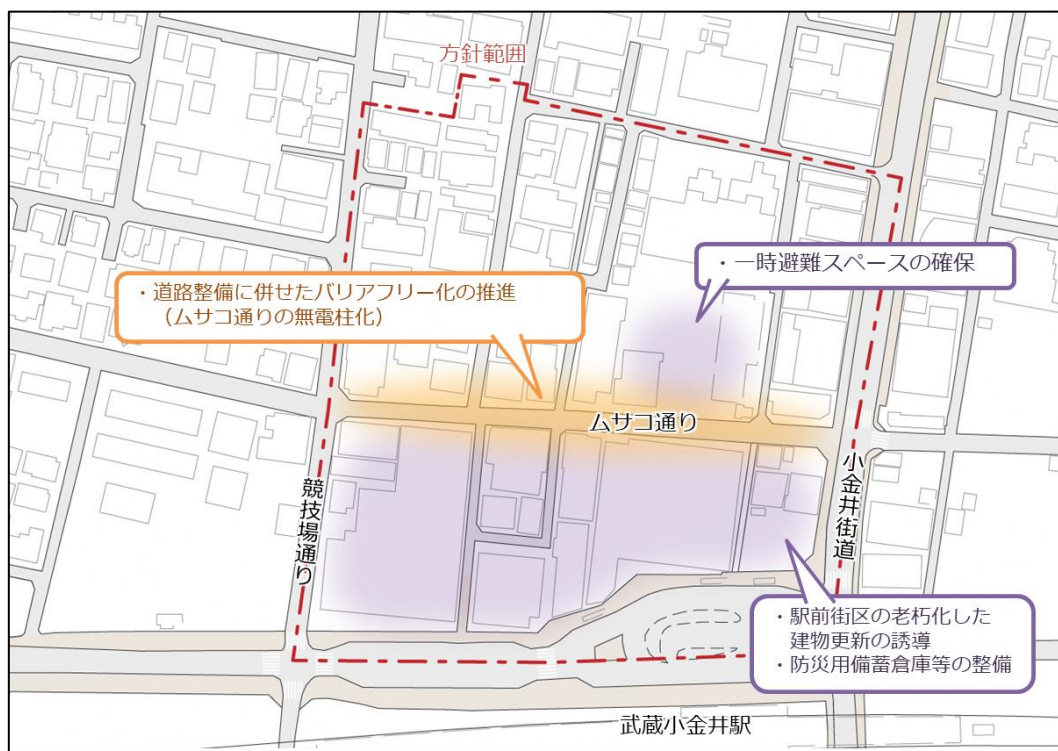 方針範囲
・一時避難スペースの確保
・道路整備に併せたバリアフリー化の推進
（ムサコ通りの無電柱化）
ムサコ通り
小金井街道
競技場通り
・駅前街区の老朽化した
建物更新の誘導
・防災用備蓄倉庫等の整備
武蔵小金井駅